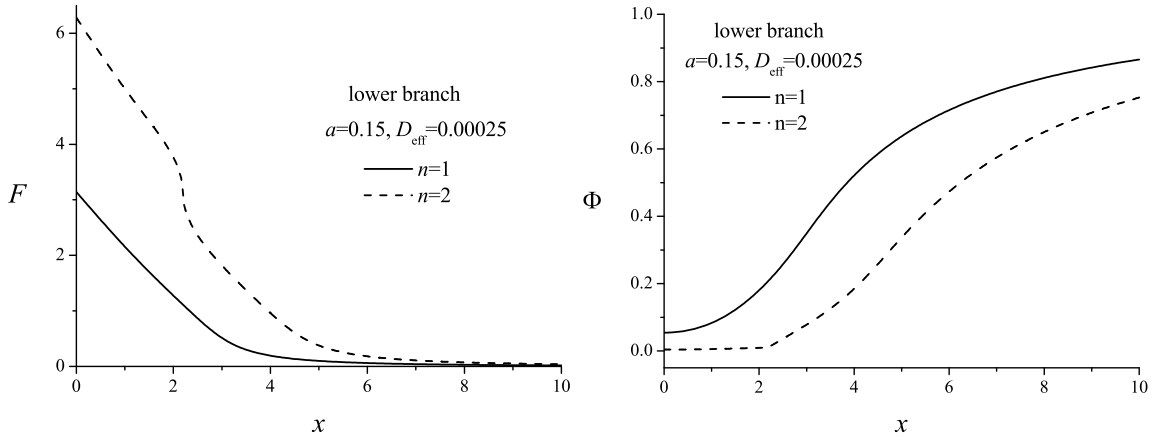 6
4
2
0
F
lower branch
a=0.15, D_eff=0.00025
n=1
n=2
0 2 4 6 8 10
x
1.0
0.8
0.6
0.4
0.2
0.0
Φ
lower branch
a=0.15, D_eff=0.00025
n=1
n=2
0 2 4 6 8 10
x